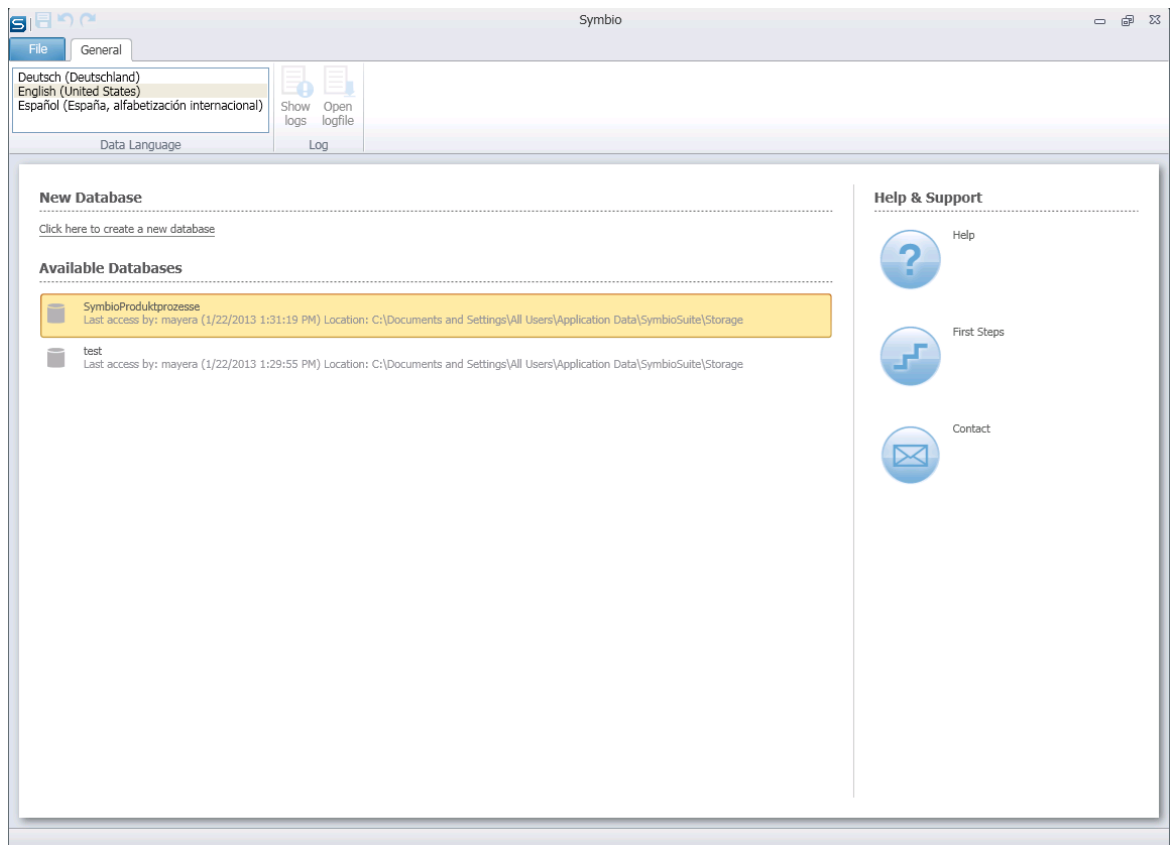 S
Symbio
File
General
Deutsch (Deutschland)
English (United States)
Español (España, alfabetización internacional)
Show logs
Open logfile
Data Language
Log
New Database
Click here to create a new database
Available Databases
SymbioProduktprozesse
Last access by: mayera (1/22/2013 1:31:19 PM) Location: C:\Documents and Settings\All Users\Application Data\SymbioSuite\Storage
test
Last access by: mayera (1/22/2013 1:29:55 PM) Location: C:\Documents and Settings\All Users\Application Data\SymbioSuite\Storage
Help & Support
?
Help
First Steps
Contact